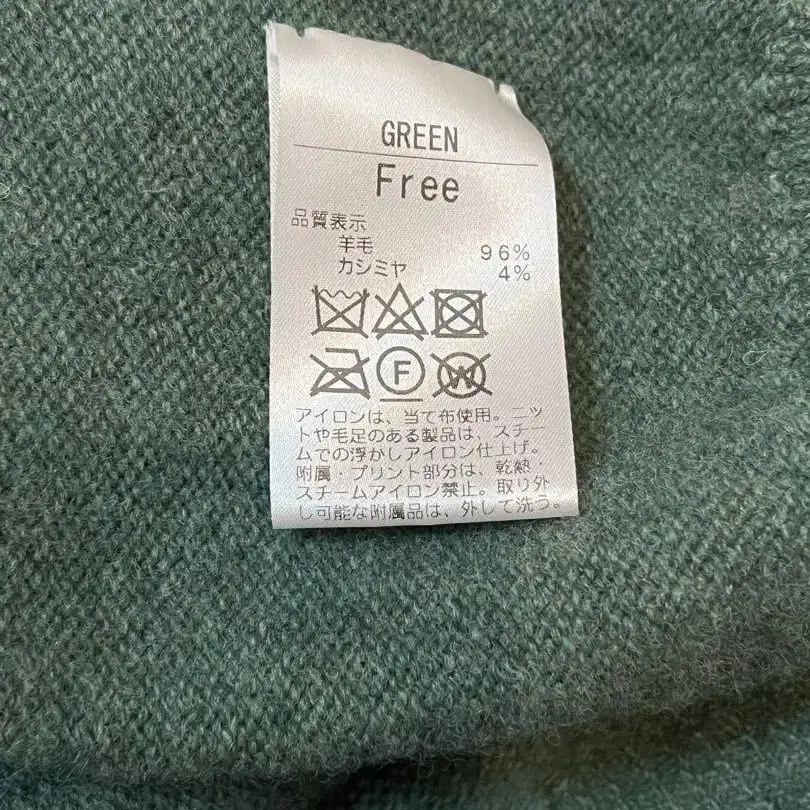 GREEN
Free
品質表示
羊毛 96%
カシミヤ 4%
F
W
アイロンは、当て布使用。ニッ
トや毛足のある製品は、スチー
ムでの浮かしアイロン仕上げ。
附属・プリント部分は、乾熱・
スチームアイロン禁止。取り外
し可能な附属品は、外して洗う。